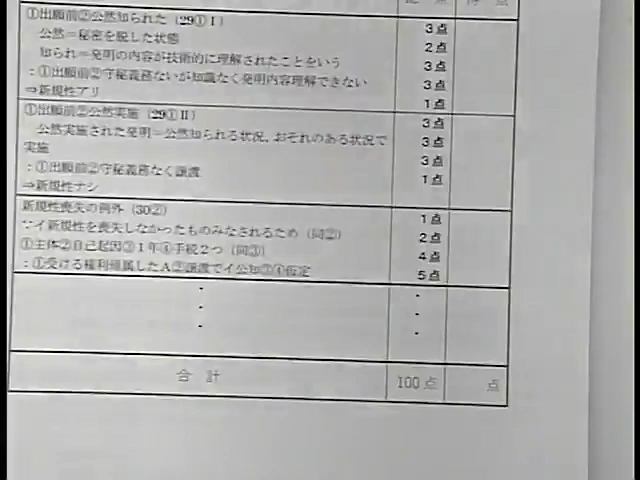 配 点 得 点
①出願前②公然知られた（29①Ⅰ） 3点
公然＝秘密を脱した状態 2点
知られ＝発明の内容が技術的に理解されたことをいう 3点
：①出願前②守秘義務ないが知識なく発明内容理解できない 3点
⇒新規性アリ 1点
①出願前②公然実施（29①Ⅱ） 3点
公然実施された発明＝公然知られる状況、おそれのある状況で 3点
実施 3点
：①出願前②守秘義務なく譲渡 1点
⇒新規性ナシ
新規性喪失の例外（30②） 1点
∵イ新規性を喪失しなかったものみなされるため（同②） 2点
①主体②自己起因③1年④手続2つ（同③） 4点
：①受ける権利帰属したA②譲渡でイ公知③④仮定 5点
・ ・
・ ・
・ ・
合 計 100点 点